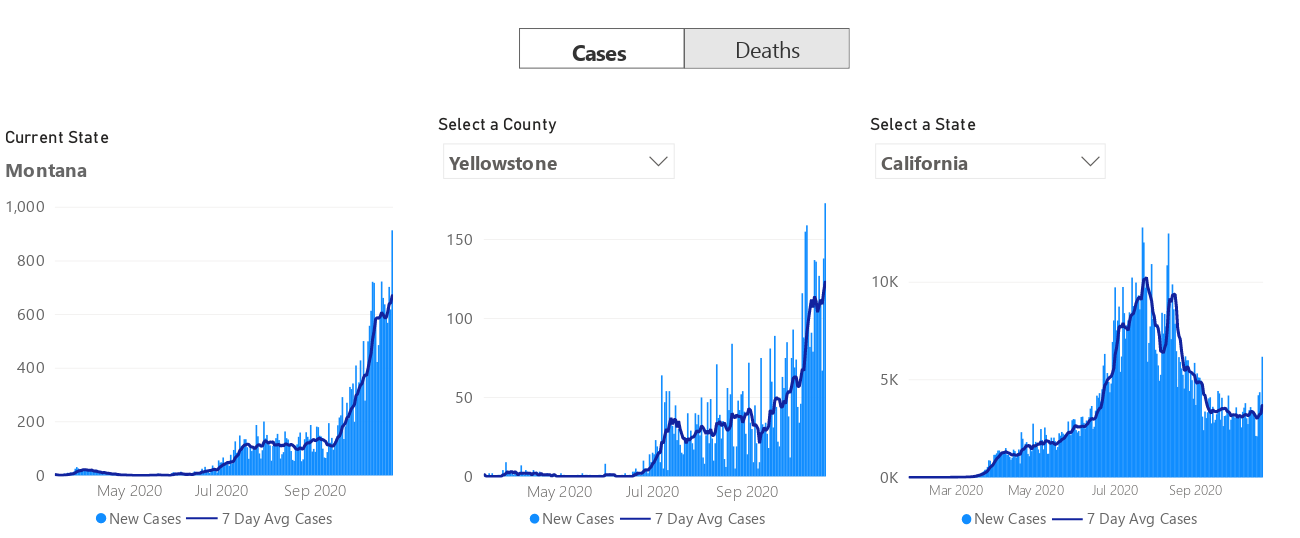 Cases Deaths
Current State
Montana
1,000
800
600
400
200
0
May 2020 Jul 2020 Sep 2020
New Cases 7 Day Avg Cases
Select a County
Yellowstone
150
100
50
0
May 2020 Jul 2020 Sep 2020
New Cases 7 Day Avg Cases
Select a State
California
10K
5K
0K
Mar 2020 May 2020 Jul 2020 Sep 2020
New Cases 7 Day Avg Cases